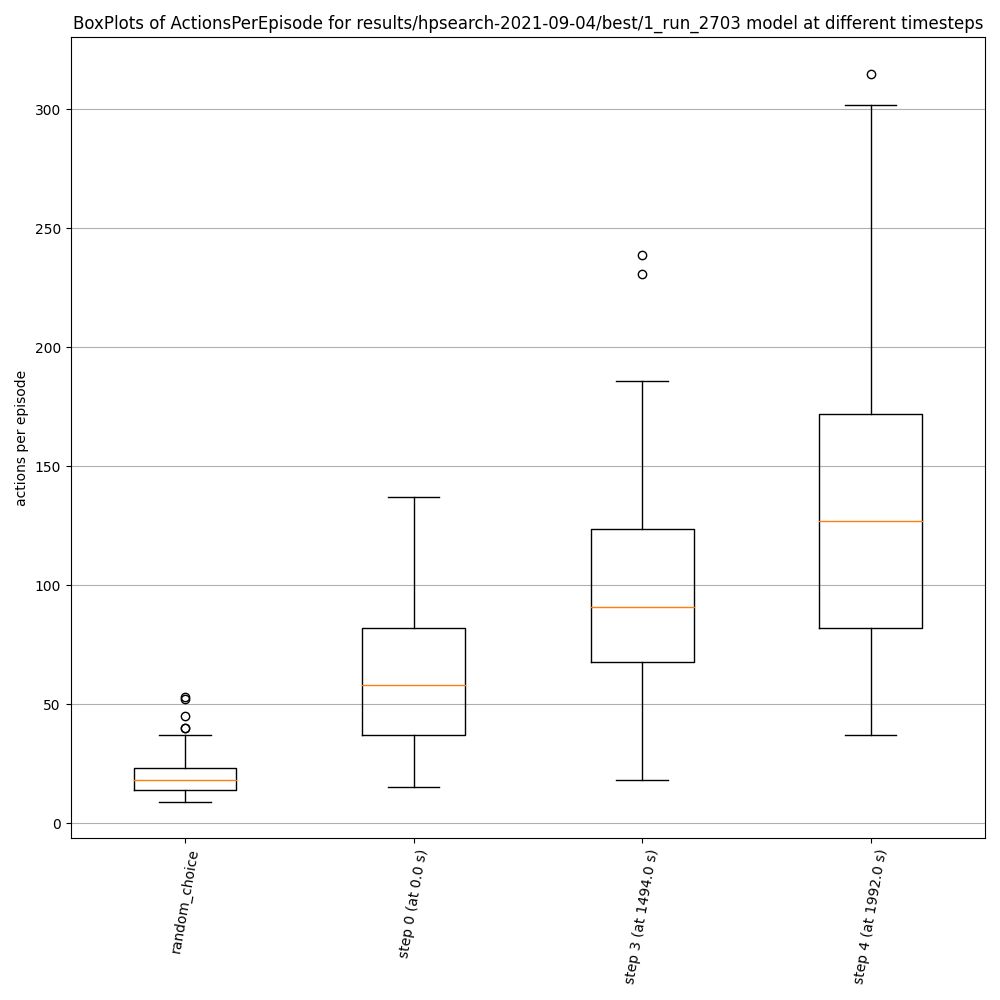 BoxPlots of ActionsPerEpisode for results/hpsearch-2021-09-04/best/1_run_2703 model at different timesteps
300
250
200
150
100
50
0
actions per episode
random_choice
step 0 (at 0.0 s)
step 3 (at 1494.0 s)
step 4 (at 1992.0 s)